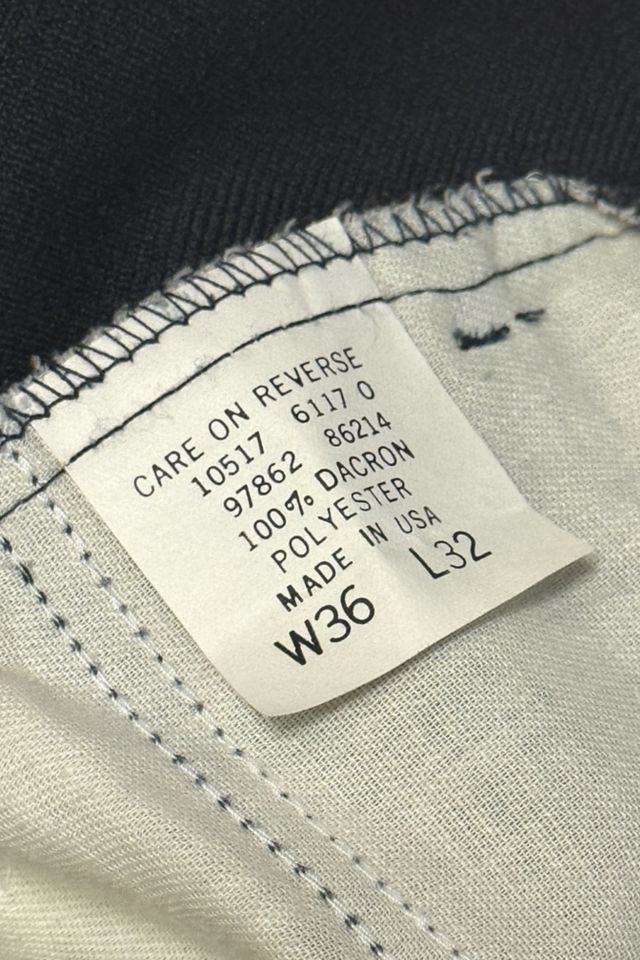 CARE ON REVERSE
10517 6117 0
97862 86214
100% DACRON
POLYESTER
MADE IN USA
W36 L32